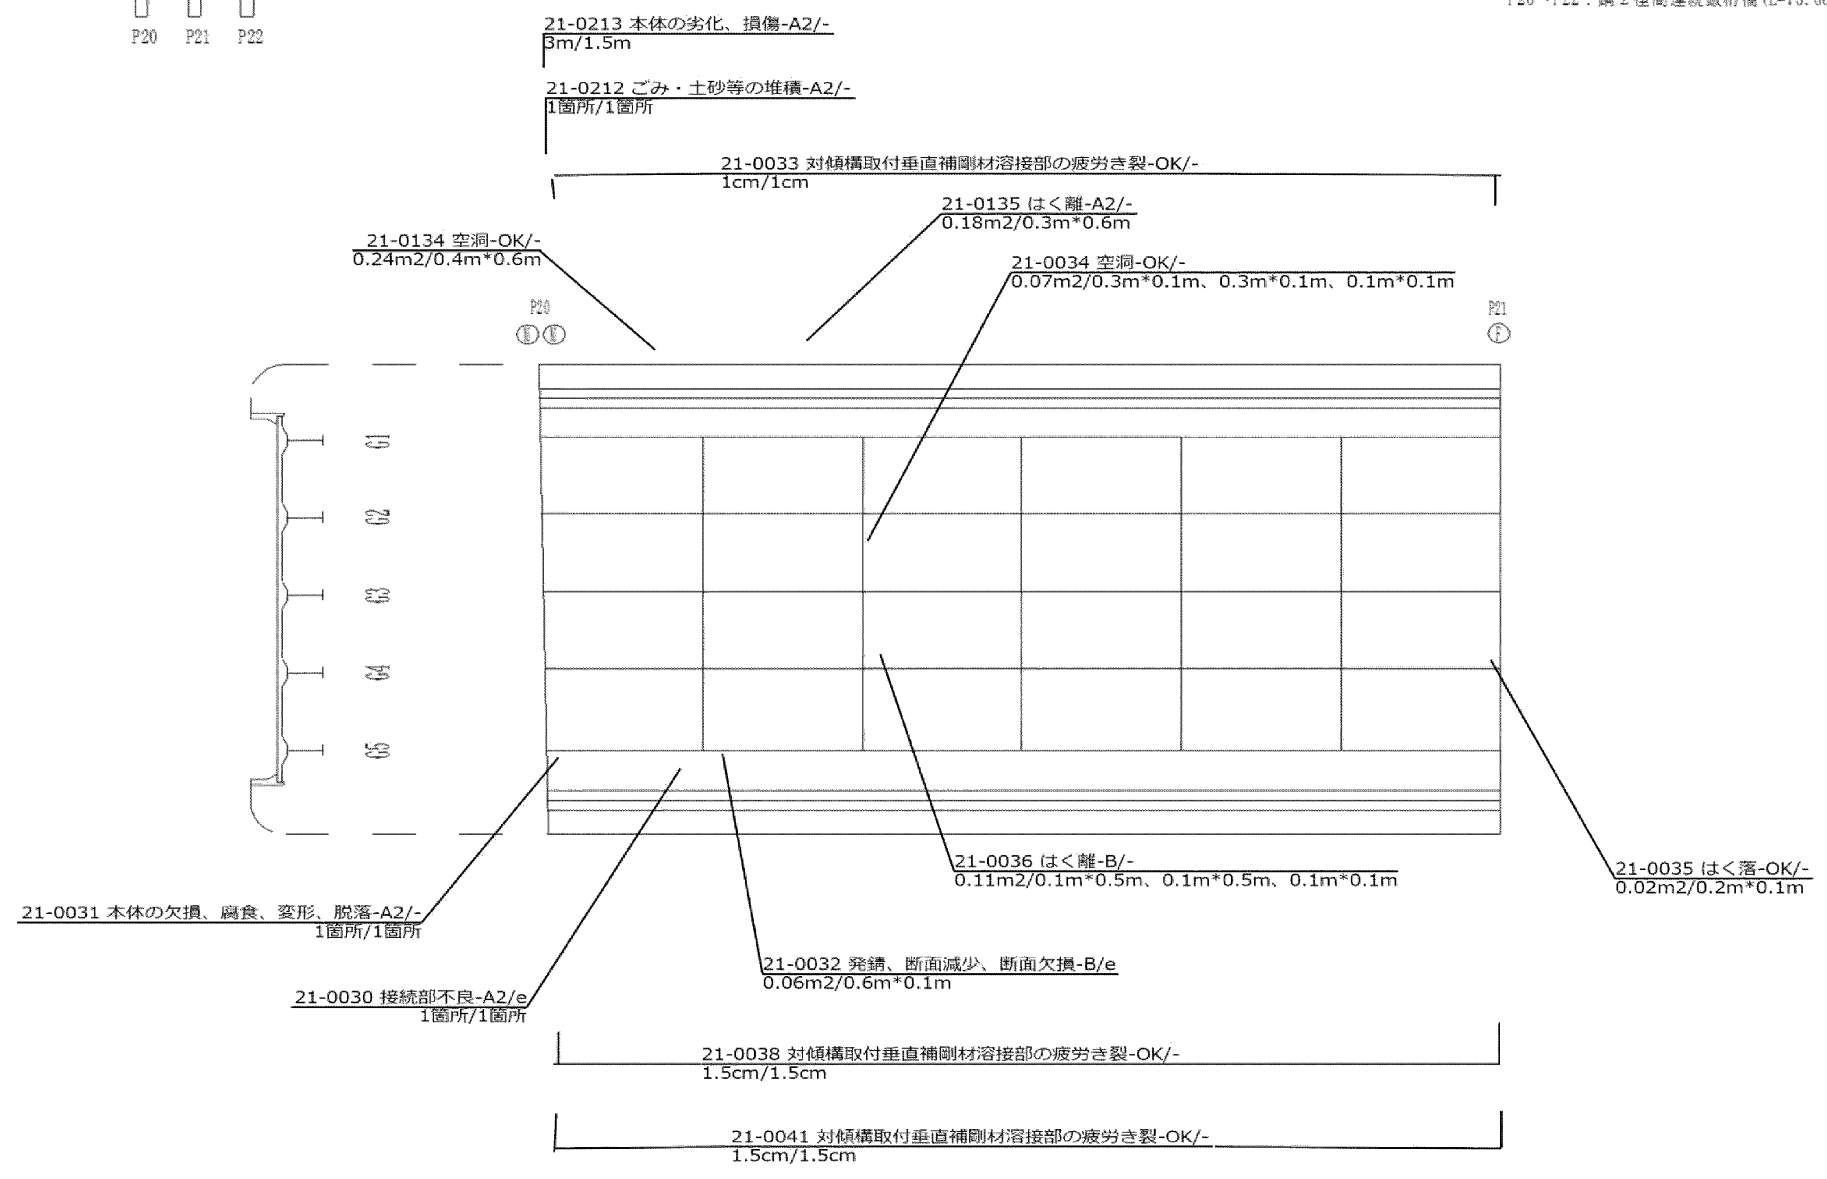 P20 P21 P22
21-0213 本体の劣化、損傷-A2/-
3m/1.5m
21-0212 ごみ・土砂等の堆積-A2/-
1箇所/1箇所
21-0033 対傾構取付垂直補剛材溶接部の疲労き裂-OK/-
1cm/1cm
21-0135 はく離-A2/-
0.18m2/0.3m*0.6m
21-0134 空洞-OK/-
0.24m2/0.4m*0.6m
21-0034 空洞-OK/-
0.07m2/0.3m*0.1m、0.3m*0.1m、0.1m*0.1m
P20
P21
F
G1
G2
G3
G4
G5
21-0036 はく離-B/-
0.11m2/0.1m*0.5m、0.1m*0.5m、0.1m*0.1m
21-0035 はく落-OK/-
0.02m2/0.2m*0.1m
21-0031 本体の欠損、腐食、変形、脱落-A2/-
1箇所/1箇所
21-0032 発錆、断面減少、断面欠損-B/e
0.06m2/0.6m*0.1m
21-0030 接続部不良-A2/e
1箇所/1箇所
21-0038 対傾構取付垂直補剛材溶接部の疲労き裂-OK/-
1.5cm/1.5cm
21-0041 対傾構取付垂直補剛材溶接部の疲労き裂-OK/-
1.5cm/1.5cm